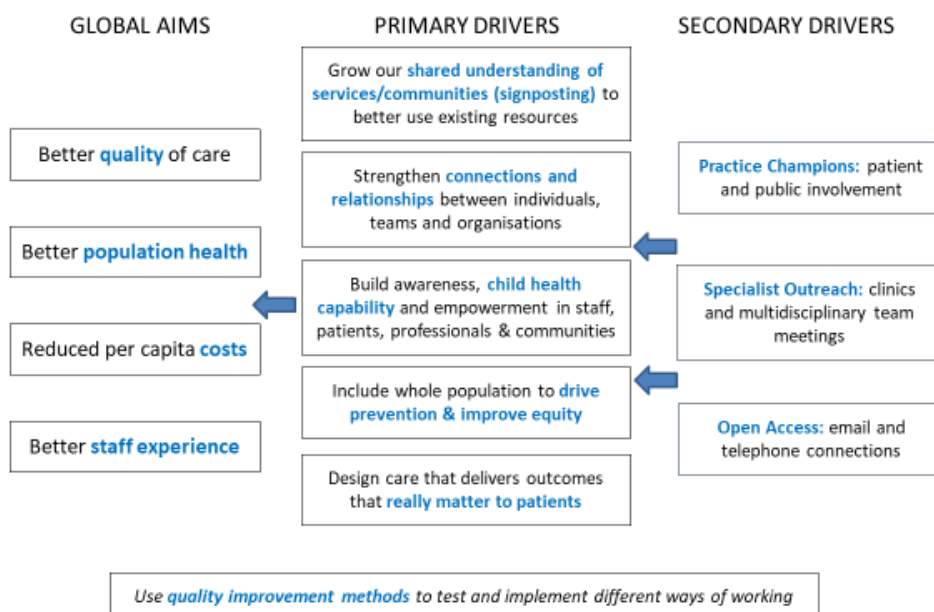 GLOBAL AIMS
PRIMARY DRIVERS
SECONDARY DRIVERS
Better quality of care
Better population health
Reduced per capita costs
Better staff experience
Grow our shared understanding of
services/communities (signposting) to
better use existing resources
Strengthen connections and
relationships between individuals,
teams and organisations
Build awareness, child health
capability and empowerment in staff,
patients, professionals & communities
Include whole population to drive
prevention & improve equity
Design care that delivers outcomes
that really matter to patients
Practice Champions: patient
and public involvement
Specialist Outreach: clinics
and multidisciplinary team
meetings
Open Access: email and
telephone connections
Use quality improvement methods to test and implement different ways of working